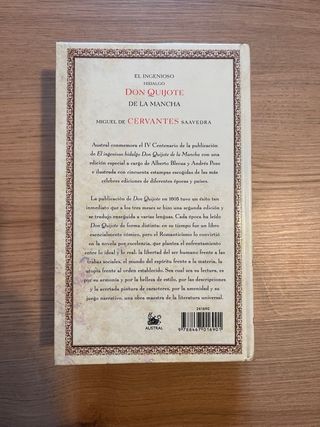 EL INGENIOSO
HIDALGO
DON QUIJOTE
DE LA MANCHA
MIGUEL DE CERVANTES SAAVEDRA
Austral conmemora el IV Centenario de la publicación
de El ingenioso hidalgo Don Quijote de la Mancha con una
edición especial a cargo de Alberto Blecua y Andrés Pozo
e ilustrada con cincuenta estampas escogidas de las más
célebres ediciones de diferentes épocas y países.
La publicación de Don Quijote en 1605 tuvo un éxito tan
inmediato que a los tres meses se hizo una segunda edición y
se tradujo enseguida a varias lenguas. Cada época ha leído
Don Quijote de forma distinta: en su tiempo fue un libro
esencialmente cómico, pero el Romanticismo lo convirtió
en la novela por excelencia, que plantea el enfrentamiento
entre lo ideal y lo real: la libertad del ser humano frente a las
trabas sociales, el mundo del espíritu frente a la materia, la
utopía frente al orden establecido. Sea cual sea su lectura, es
por su armonía y por la belleza de estilo, por las descripciones
y la acertada pintura de caracteres, por la amenidad y su
juego narrativo, una obra maestra de la literatura universal.
AUSTRAL
241690
9 788467 016901